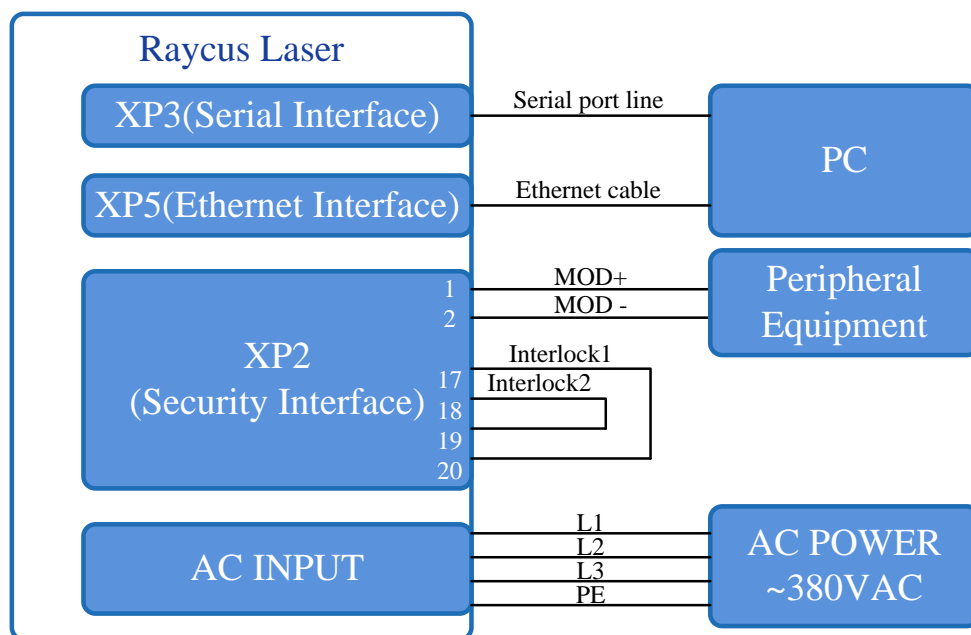 Raycus Laser
XP3(Serial Interface)
Serial port line
PC
XP5(Ethernet Interface)
Ethernet cable
XP2
(Security Interface)
1
2
17
18
19
20
MOD+
MOD -
Peripheral
Equipment
Interlock1
Interlock2
AC INPUT
L1
L2
L3
PE
AC POWER
~380VAC